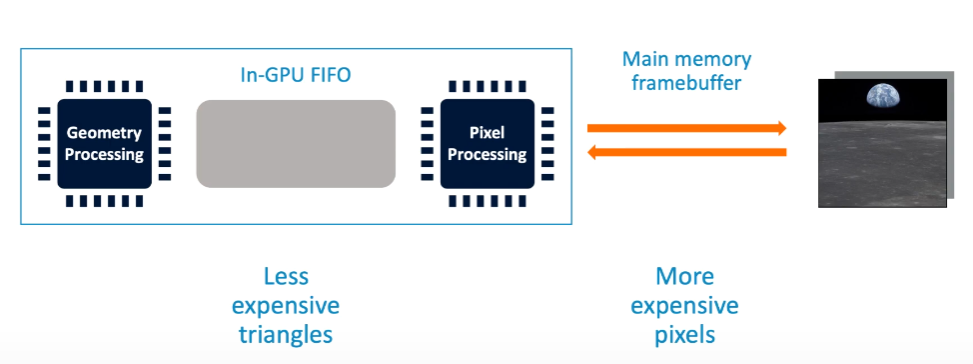 In-GPU FIFO
Geometry
Processing
Pixel
Processing
Main memory
framebuffer
Less
expensive
triangles
More
expensive
pixels